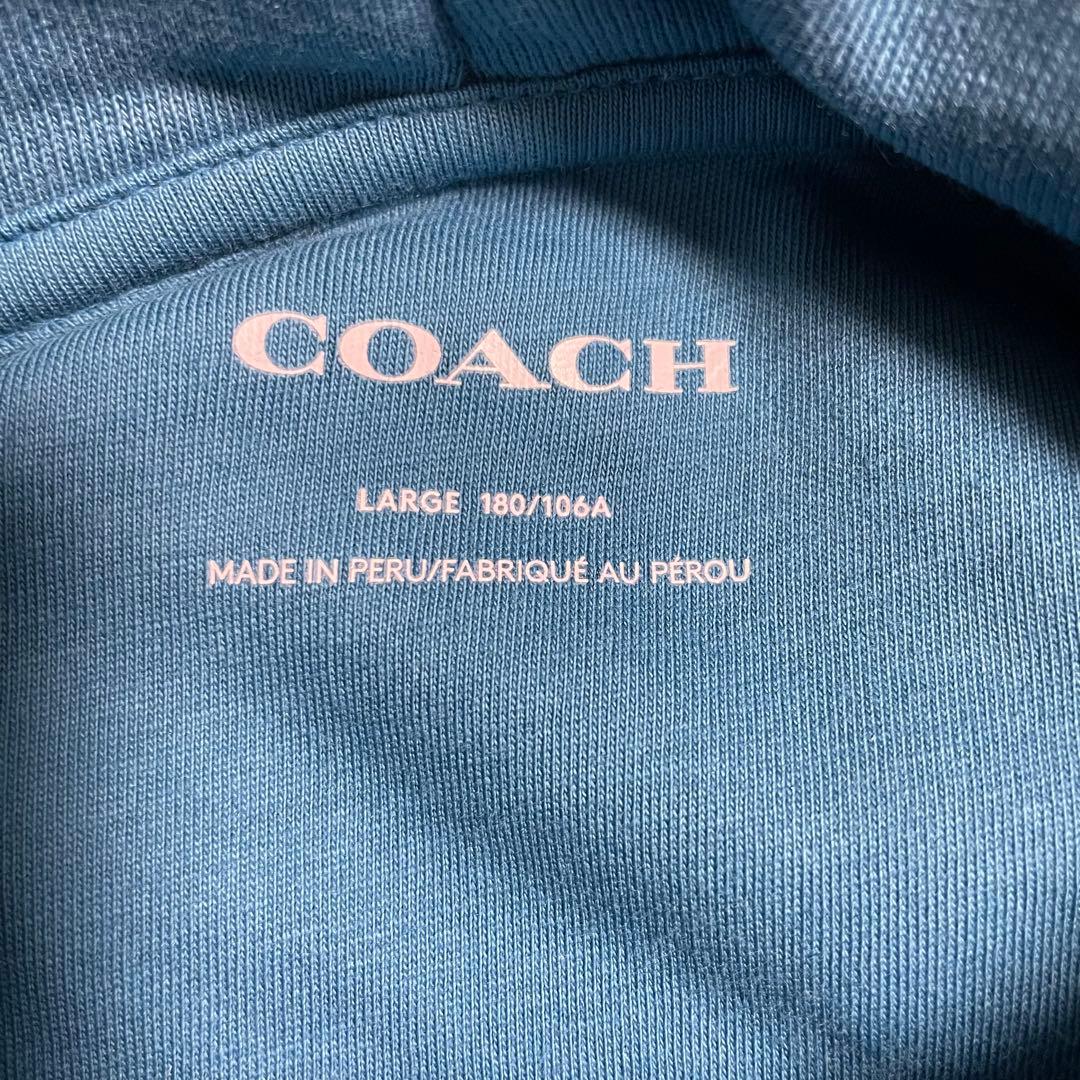 COACH
LARGE 180/106A
MADE IN PERU/FABRIQUÉ AU PÉROU